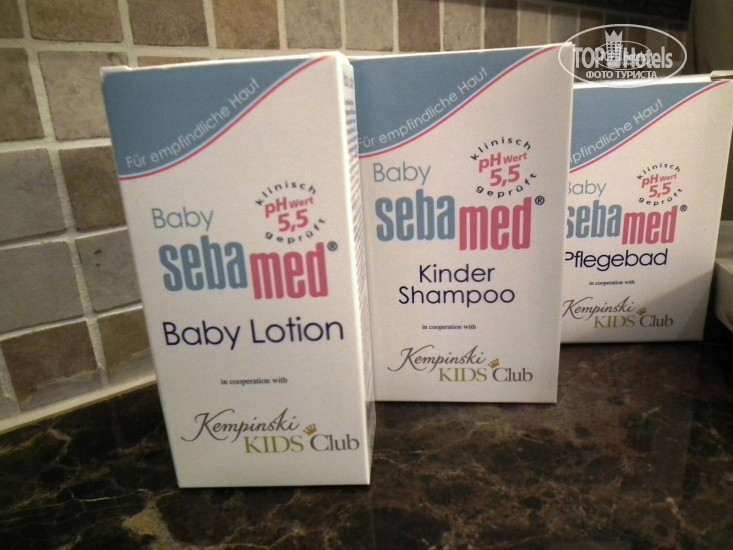 Für empfindliche Haut
Baby
klinisch
pH Wert
5,5
geprüft
sebamed®
Baby Lotion
in cooperation with
Kempinski
KIDS Club
Für empfindliche Haut
Baby
klinisch
pH Wert
5,5
geprüft
sebamed®
Kinder
Shampoo
in cooperation with
Kempinski
KIDS Club
empfindliche Haut
Baby
klinisch
pH Wert
5,5
geprüft
sebamed®
Pflegebad
in cooperation with
Kempinski
KIDS Club
TOP Hotels
ФОТО ТУРИСТА